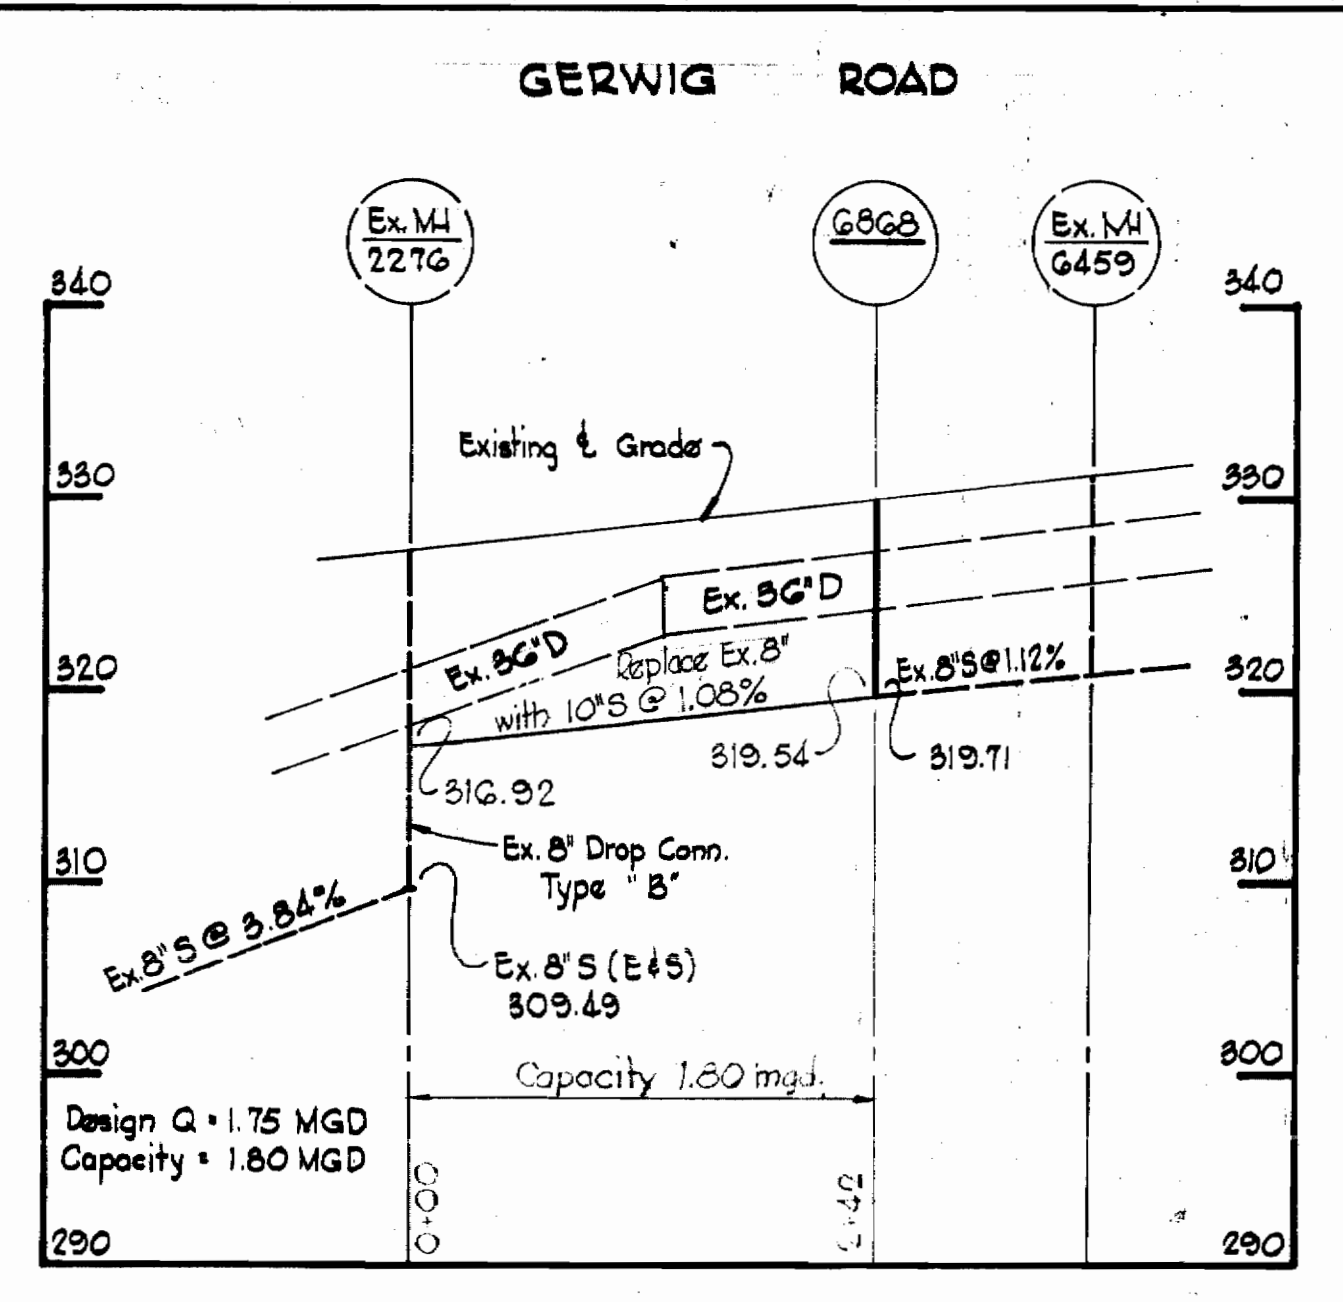 GERWIG ROAD
Ex. MH
2276
6868
Ex. MH
6459
340
340
Existing ℄ Grade
330
330
Ex. 36"D
Ex. 36"D
Replace Ex. 8"
with 10"S @ 1.08%
Ex. 8"S @ 1.12%
320
320
319.54
319.71
316.92
Ex. 8" Drop Conn.
Type "B"
310
310
Ex. 8"S @ 3.84%
Ex. 8"S (E&S)
309.49
300
300
Capacity 1.80 mgd.
Design Q = 1.75 MGD
Capacity = 1.80 MGD
0+00
2+42
290
290